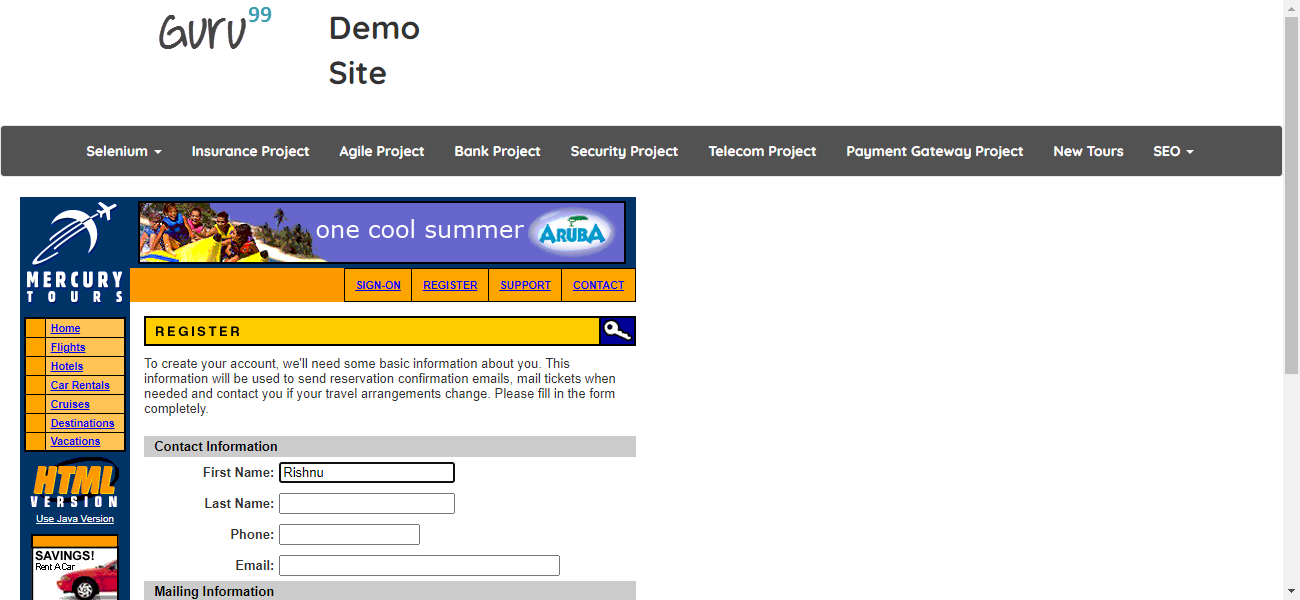 Guru99
Demo
Site
Selenium Insurance Project Agile Project Bank Project Security Project Telecom Project Payment Gateway Project New Tours SEO
one cool summer ARUBA
MERCURY
TOURS
SIGN-ON REGISTER SUPPORT CONTACT
Home
Flights
Hotels
Car Rentals
Cruises
Destinations
Vacations
HTML
VERSION
Use Java Version
SAVINGS!
Rent A Car
REGISTER
To create your account, we'll need some basic information about you. This
information will be used to send reservation confirmation emails, mail tickets when
needed and contact you if your travel arrangements change. Please fill in the form
completely.
Contact Information
First Name: Rishnu
Last Name:
Phone:
Email:
Mailing Information